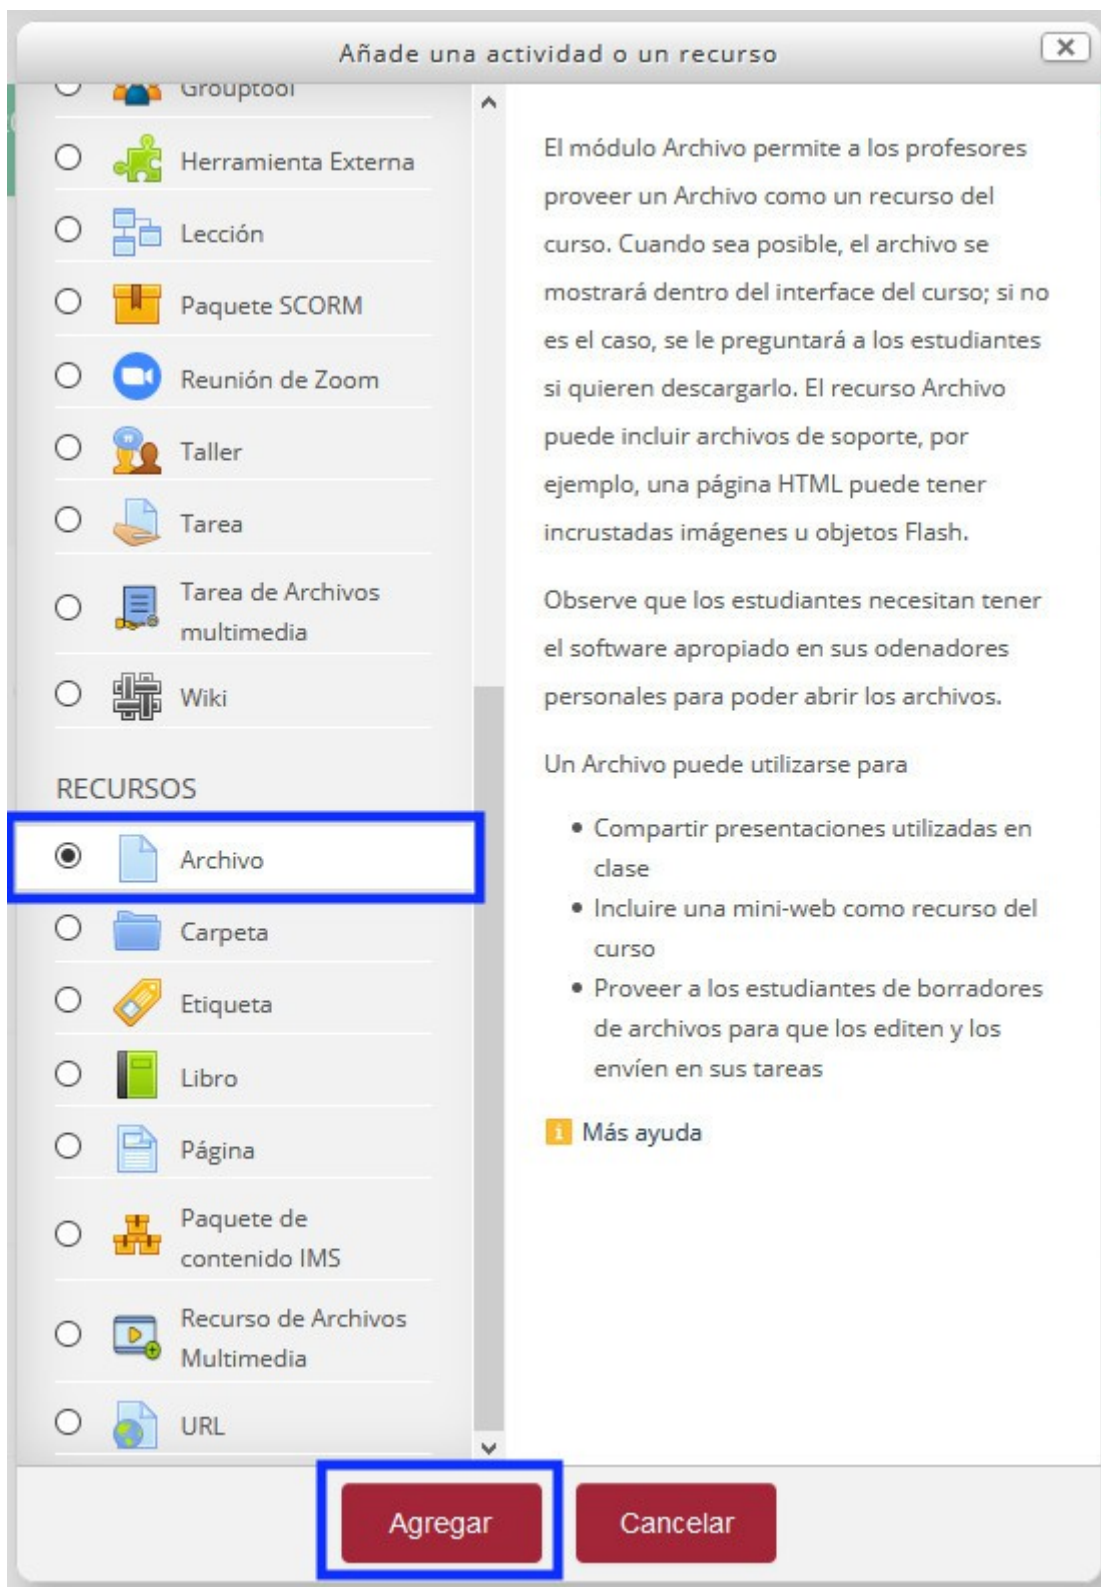 Añade una actividad o un recurso
Grouptool
Herramienta Externa
Lección
Paquete SCORM
Reunión de Zoom
Taller
Tarea
Tarea de Archivos
multimedia
Wiki
RECURSOS
Archivo
Carpeta
Etiqueta
Libro
Página
Paquete de
contenido IMS
Recurso de Archivos
Multimedia
URL
El módulo Archivo permite a los profesores
proveer un Archivo como un recurso del
curso. Cuando sea posible, el archivo se
mostrará dentro del interface del curso; si no
es el caso, se le preguntará a los estudiantes
si quieren descargarlo. El recurso Archivo
puede incluir archivos de soporte, por
ejemplo, una página HTML puede tener
incrustadas imágenes u objetos Flash.
Observe que los estudiantes necesitan tener
el software apropiado en sus odenadores
personales para poder abrir los archivos.
Un Archivo puede utilizarse para
• Compartir presentaciones utilizadas en
clase
• Incluire una mini-web como recurso del
curso
• Proveer a los estudiantes de borradores
de archivos para que los editen y los
envíen en sus tareas
Más ayuda
Agregar
Cancelar